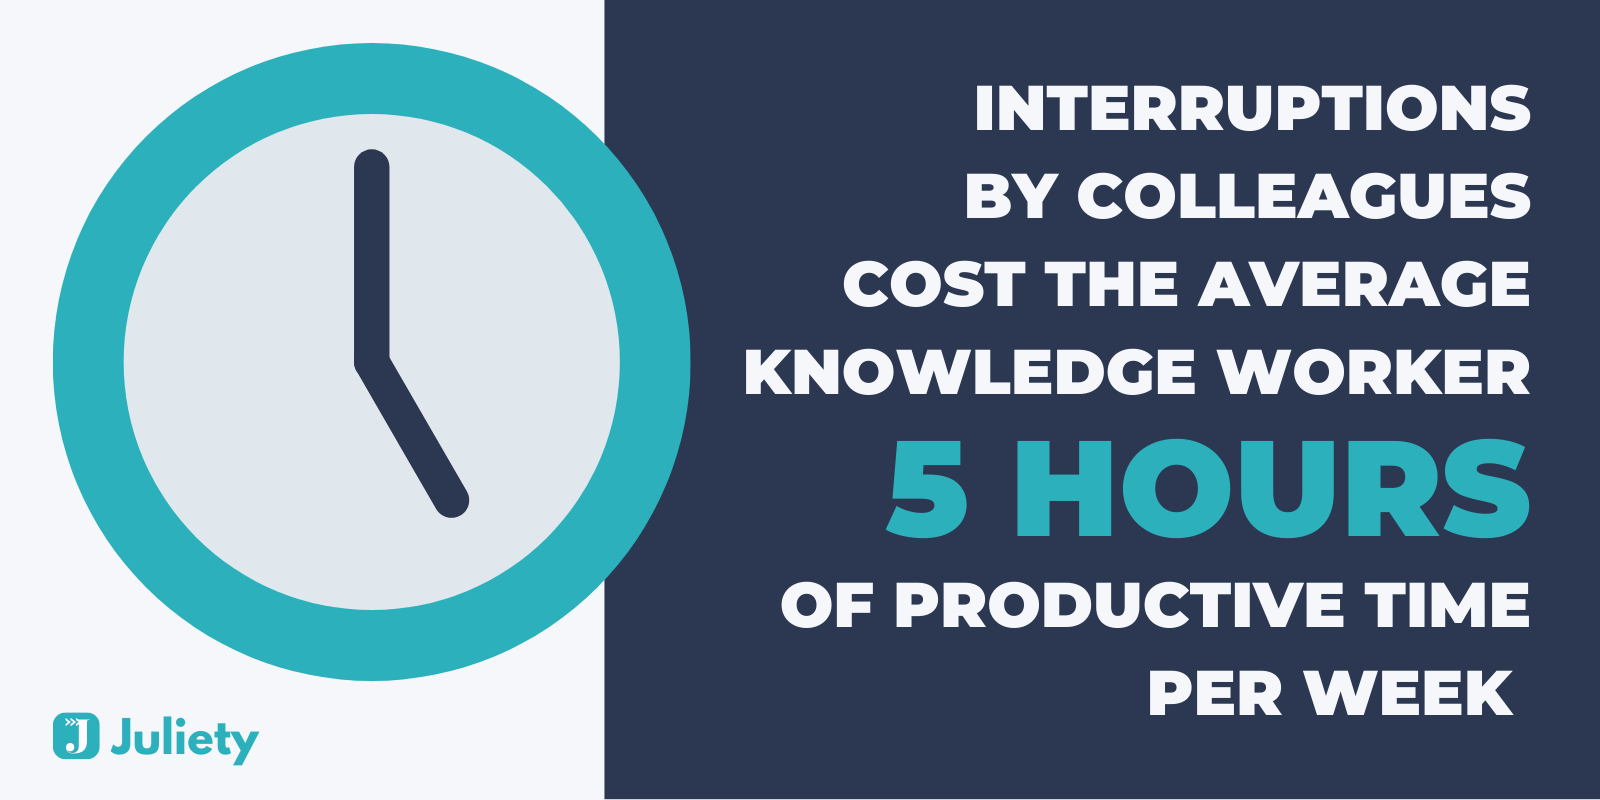 INTERRUPTIONS
BY COLLEAGUES
COST THE AVERAGE
KNOWLEDGE WORKER
5 HOURS
OF PRODUCTIVE TIME
PER WEEK
J Juliety